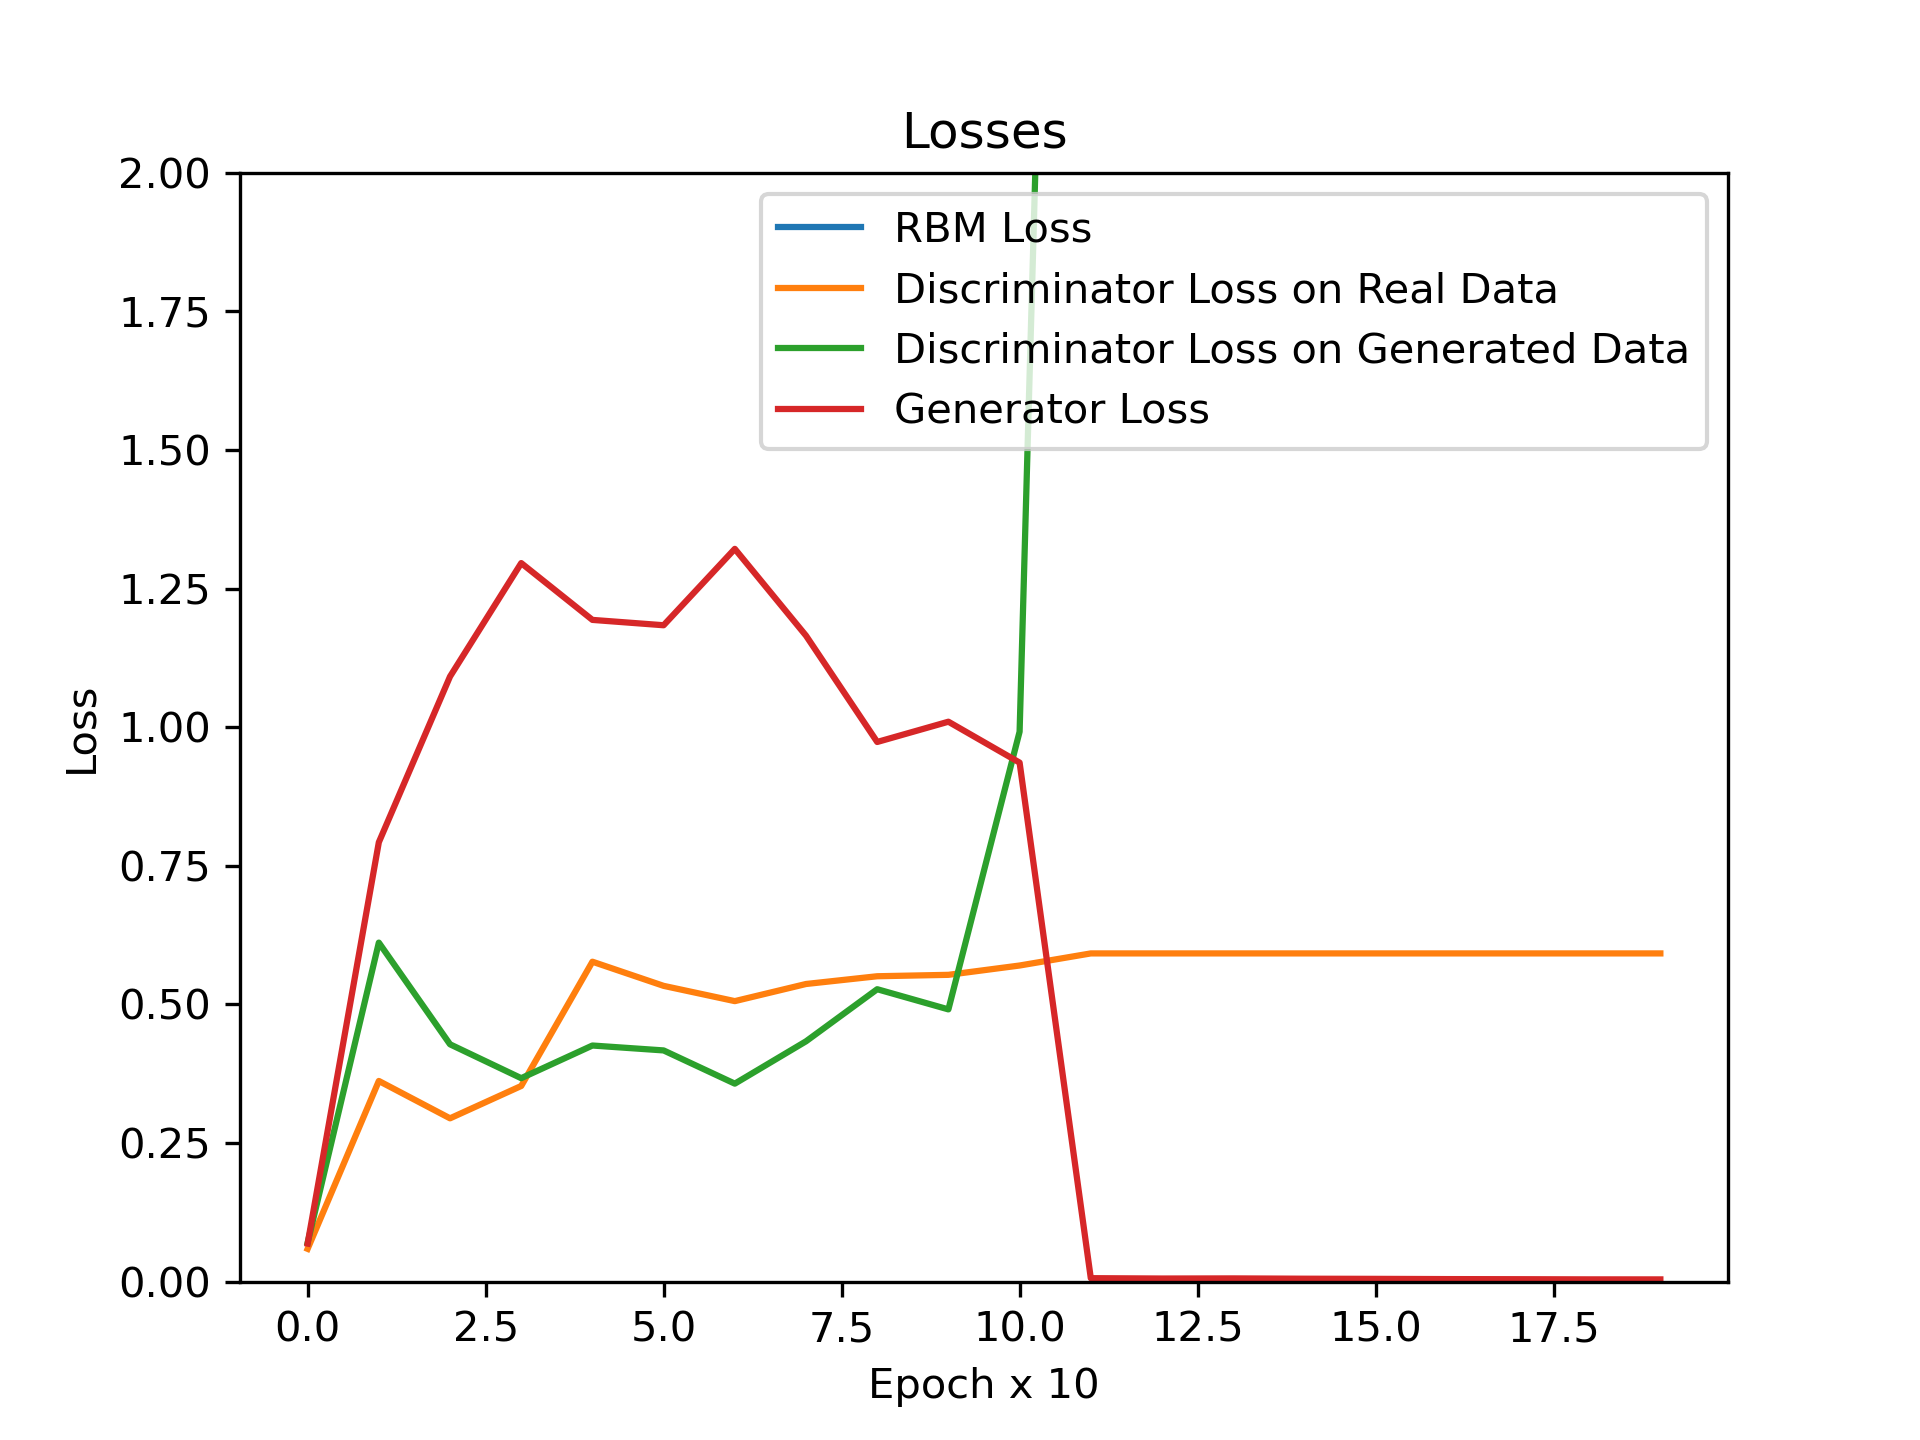 Losses
2.00
1.75
1.50
1.25
1.00
0.75
0.50
0.25
0.00
Loss
RBM Loss
Discriminator Loss on Real Data
Discriminator Loss on Generated Data
Generator Loss
0.0 2.5 5.0 7.5 10.0 12.5 15.0 17.5
Epoch x 10